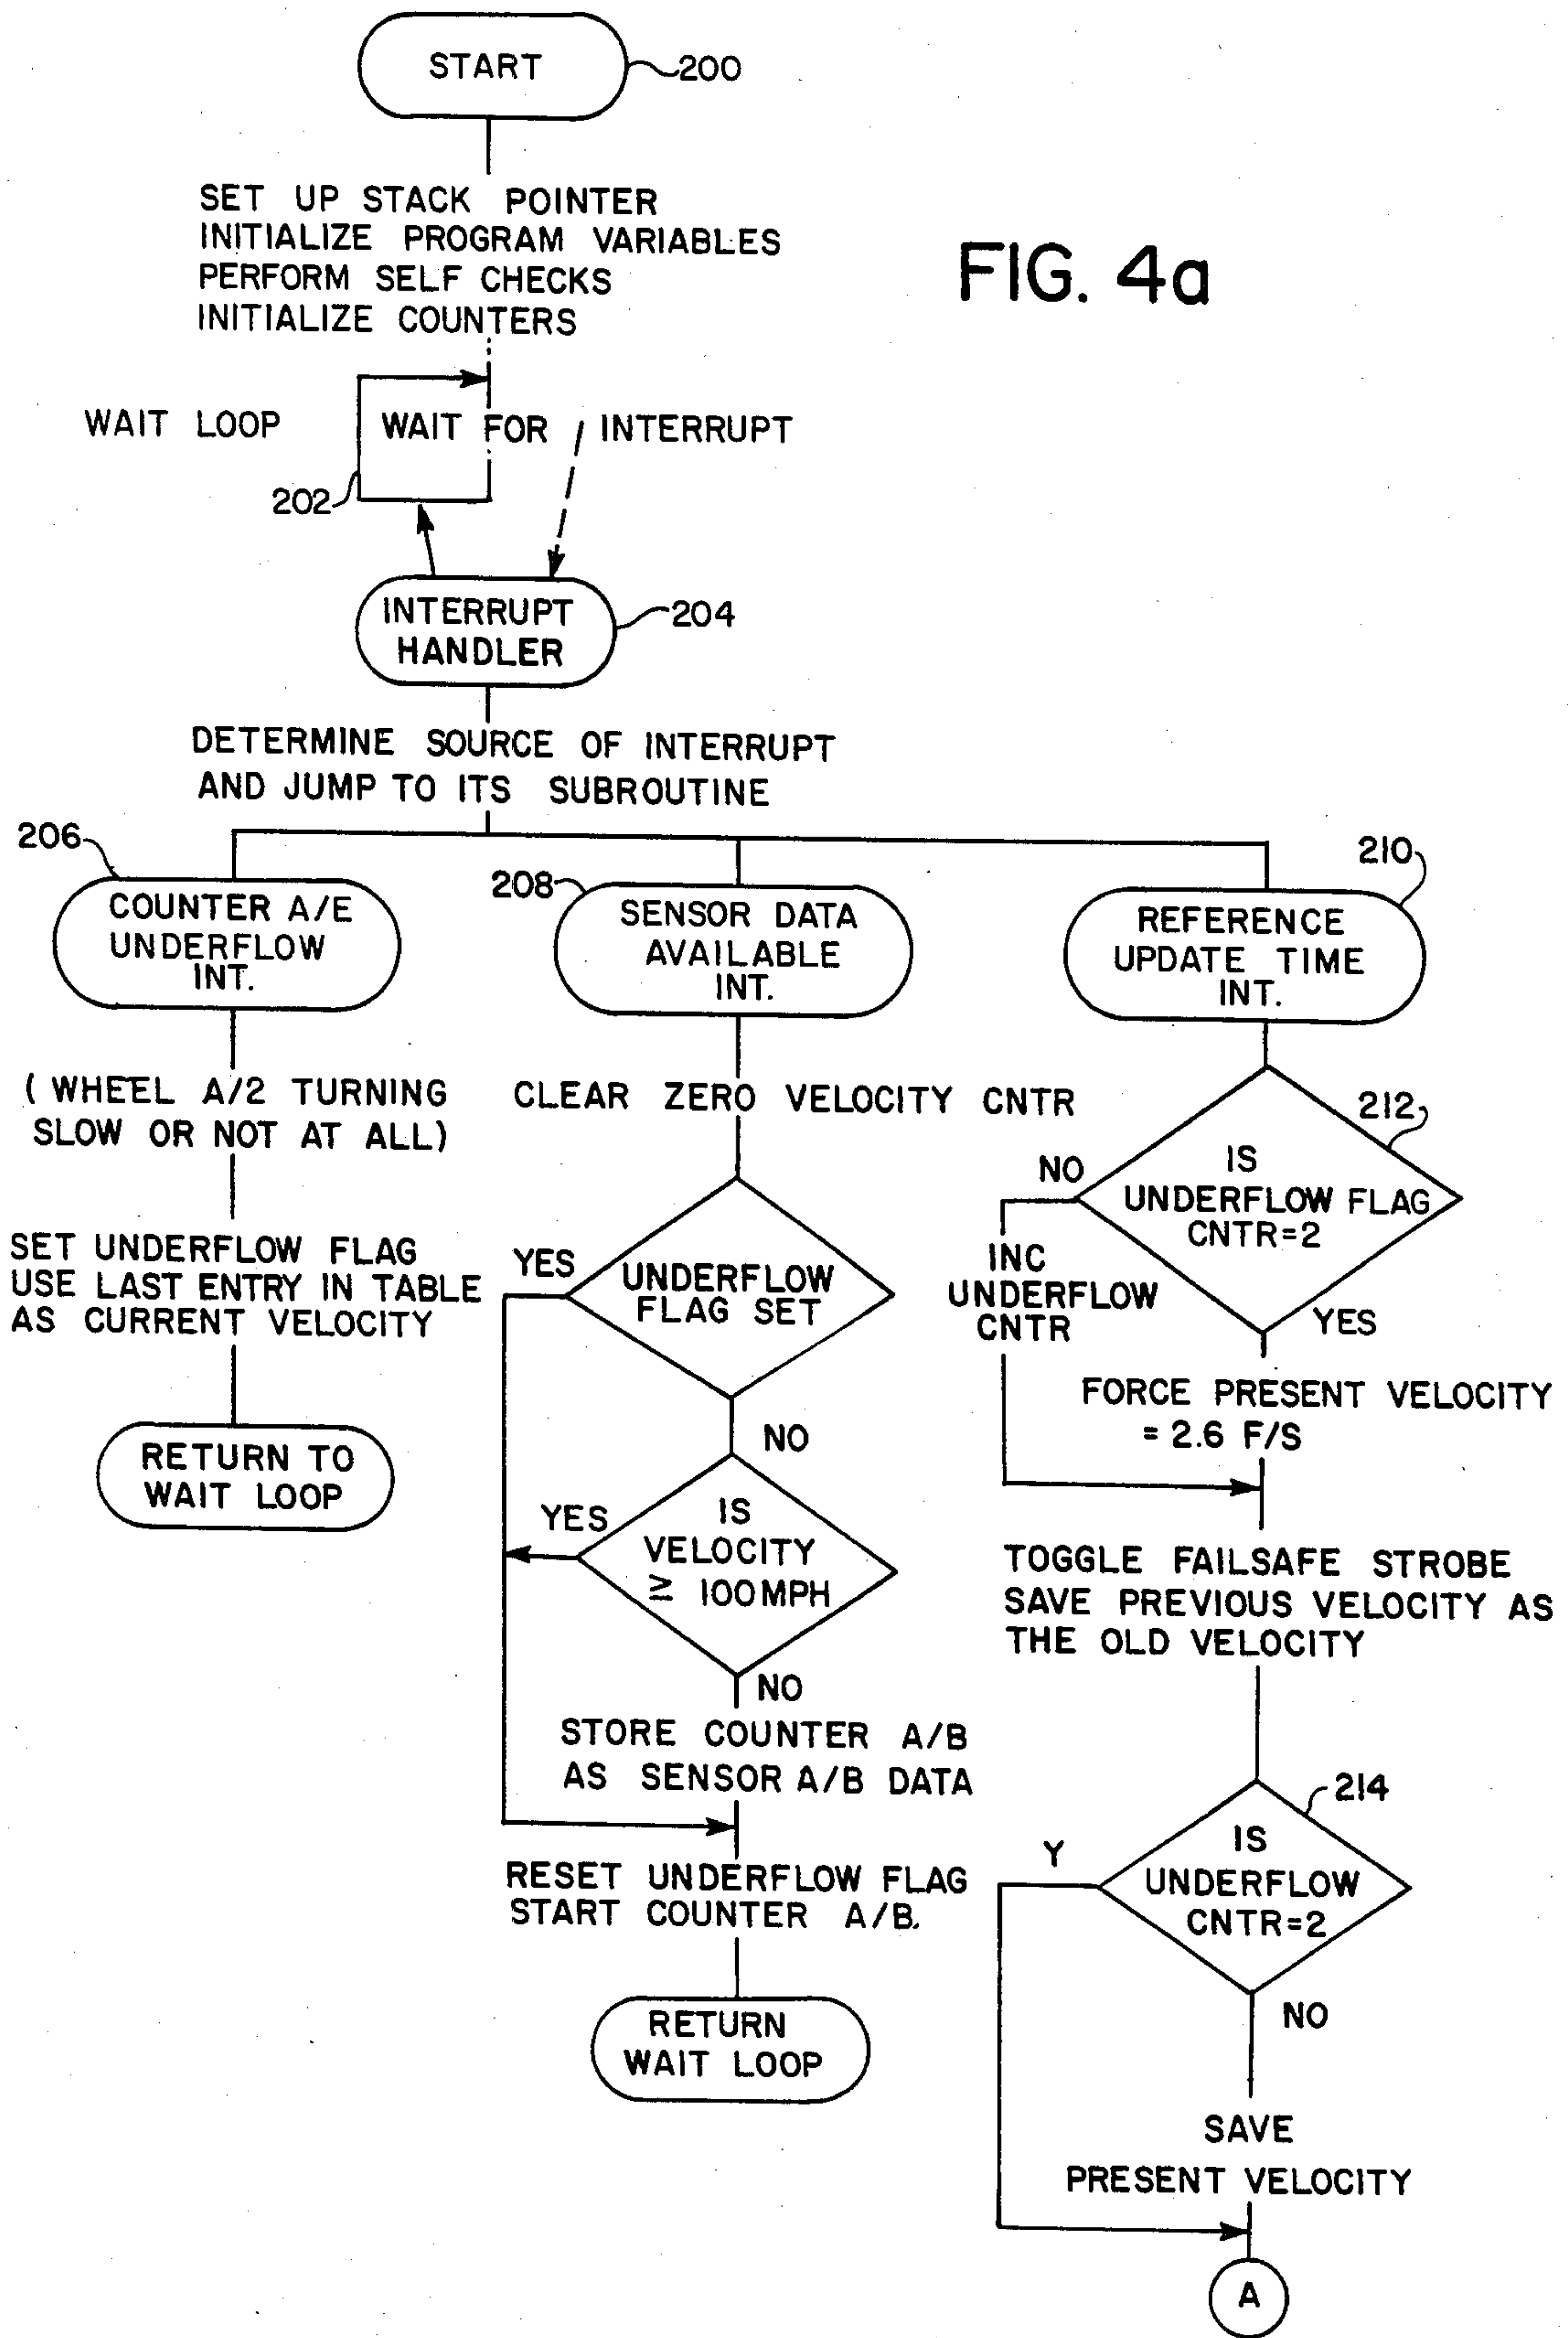 START
200
SET UP STACK POINTER
INITIALIZE PROGRAM VARIABLES
PERFORM SELF CHECKS
INITIALIZE COUNTERS
FIG. 4a
WAIT LOOP
WAIT FOR INTERRUPT
202
INTERRUPT
HANDLER
204
DETERMINE SOURCE OF INTERRUPT
AND JUMP TO ITS SUBROUTINE
206
COUNTER A/E
UNDERFLOW
INT.
(WHEEL A/2 TURNING
SLOW OR NOT AT ALL)
SET UNDERFLOW FLAG
USE LAST ENTRY IN TABLE
AS CURRENT VELOCITY
RETURN TO
WAIT LOOP
208
SENSOR DATA
AVAILABLE
INT.
CLEAR ZERO VELOCITY CNTR
YES
UNDERFLOW
FLAG SET
NO
YES
IS
VELOCITY
≥ 100MPH
NO
STORE COUNTER A/B
AS SENSOR A/B DATA
RESET UNDERFLOW FLAG
START COUNTER A/B.
RETURN
WAIT LOOP
210
REFERENCE
UPDATE TIME
INT.
212
NO
IS
UNDERFLOW FLAG
CNTR=2
INC
UNDERFLOW
CNTR
YES
FORCE PRESENT VELOCITY
= 2.6 F/S
TOGGLE FAILSAFE STROBE
SAVE PREVIOUS VELOCITY AS
THE OLD VELOCITY
214
Y
IS
UNDERFLOW
CNTR=2
NO
SAVE
PRESENT VELOCITY
A